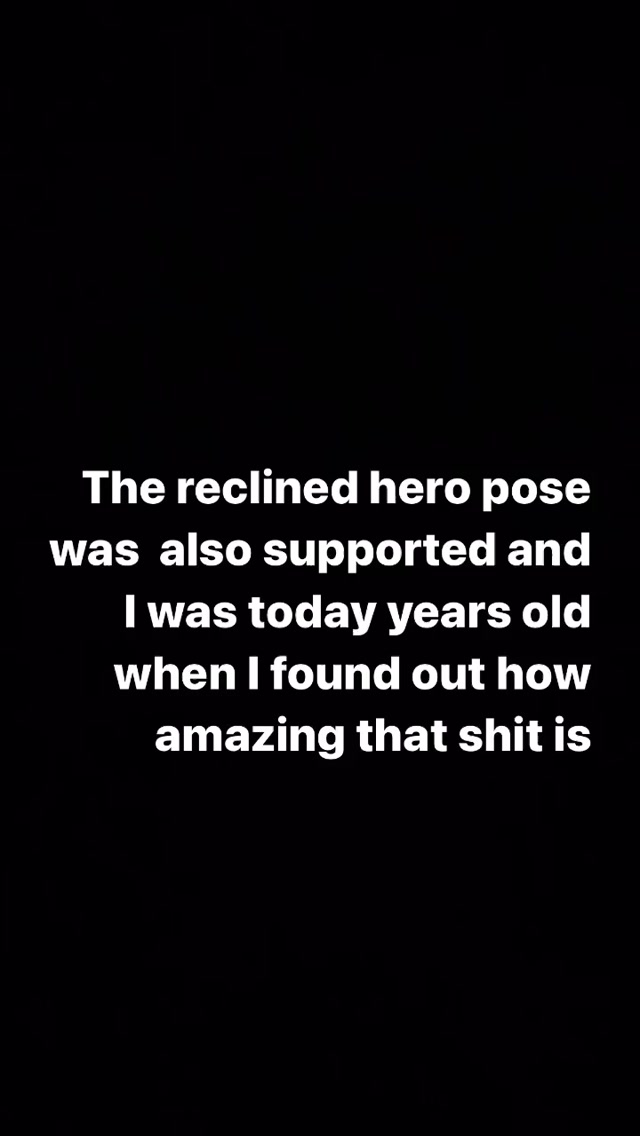 The reclined hero pose
was  also supported and
I was today years old
when I found out how
amazing that shit is